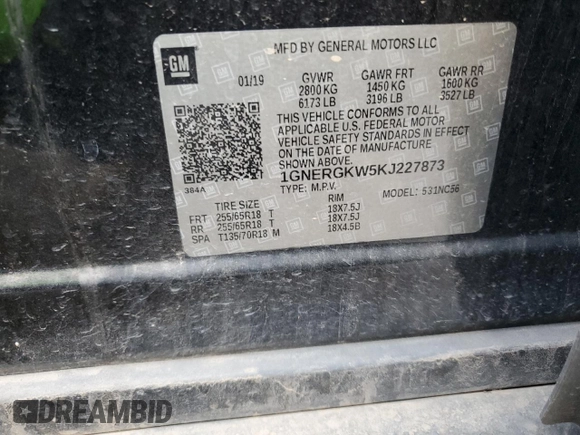 MFD BY GENERAL MOTORS LLC
GM
01/19 GVWR GAWR FRT GAWR RR
2800 KG 1450 KG 1600 KG
6173 LB 3196 LB 3527 LB
THIS VEHICLE CONFORMS TO ALL
APPLICABLE U.S. FEDERAL MOTOR
VEHICLE SAFETY STANDARDS IN EFFECT
ON THE DATE OF MANUFACTURE
SHOWN ABOVE.
384A
1GNERGKW5KJ227873
TYPE: M.P.V. MODEL: 531NC56
TIRE SIZE RIM
FRT 255/65R18 T 18X7.5J
RR 255/65R18 T 18X7.5J
SPA T135/70R18 M 18X4.5B
DREAMBID